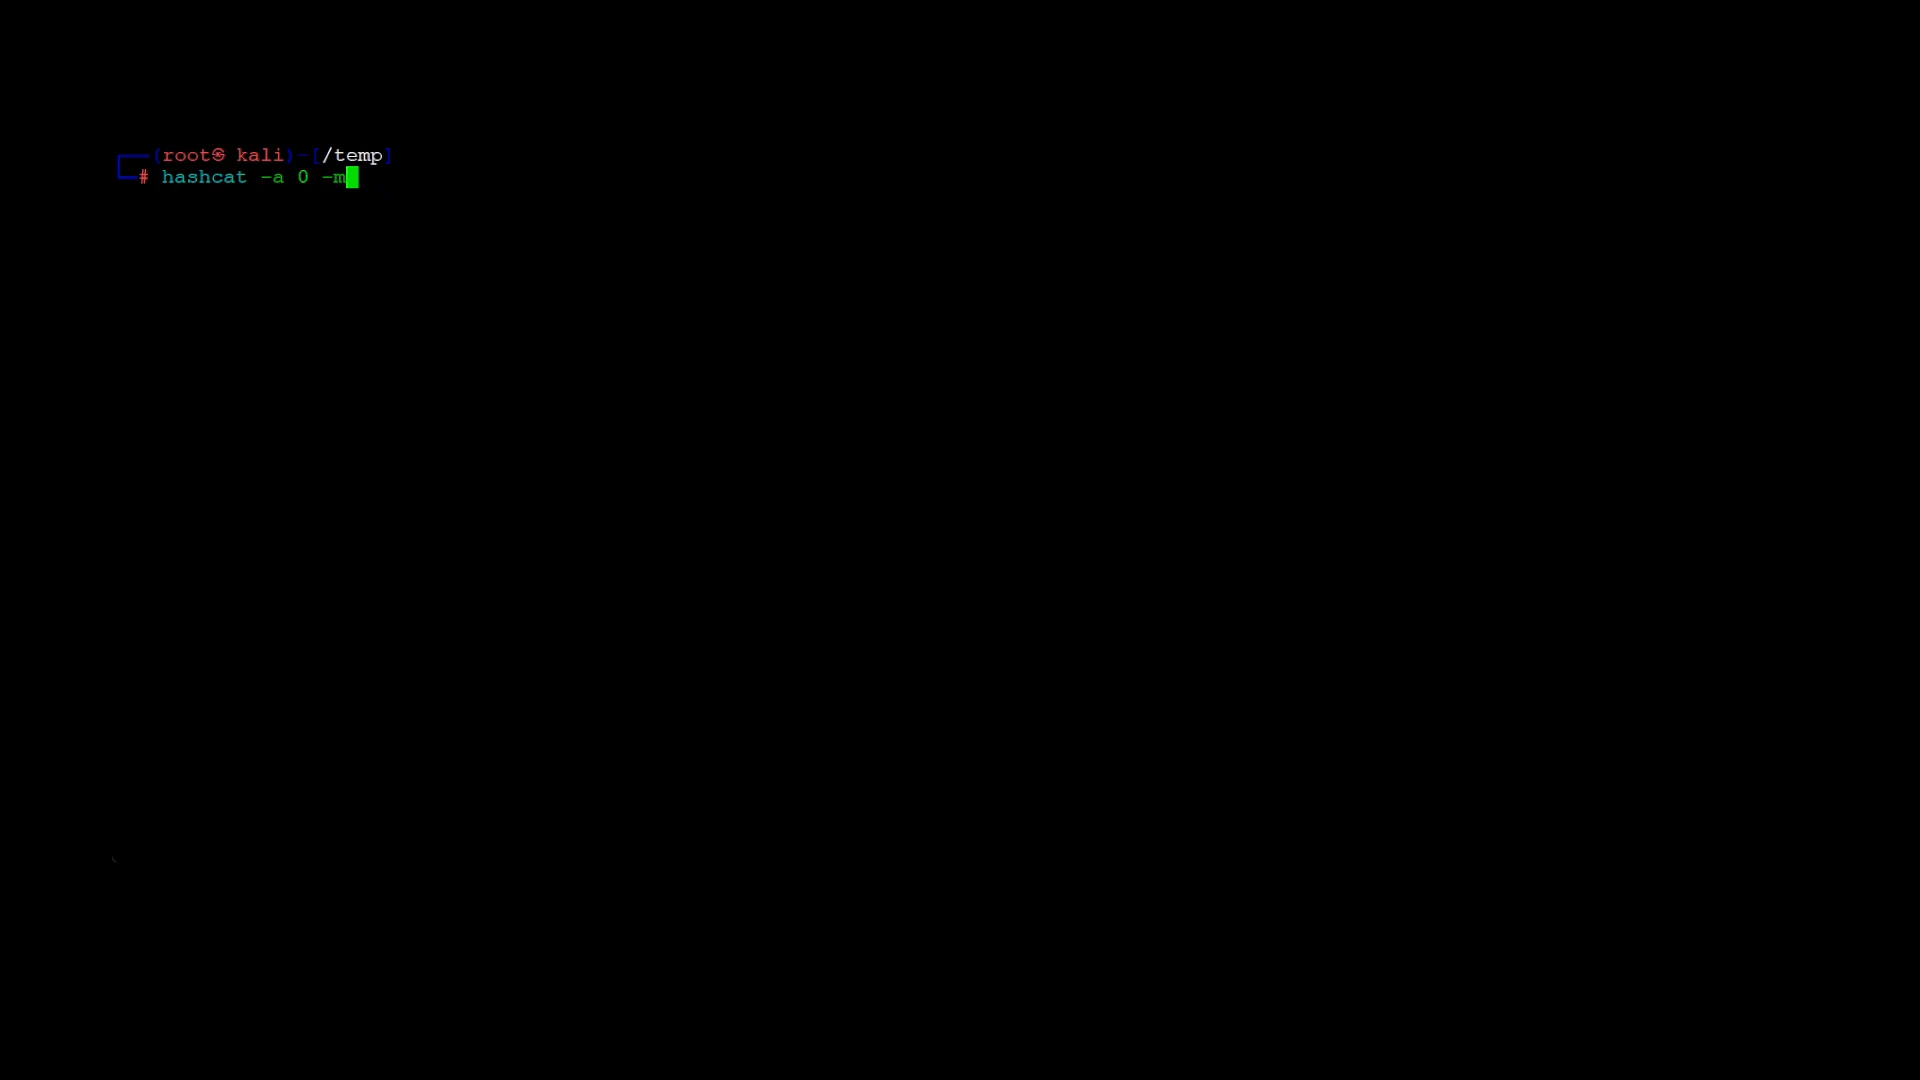 ┌──(root㉿ kali)-[/temp]
└─# hashcat -a 0 -m